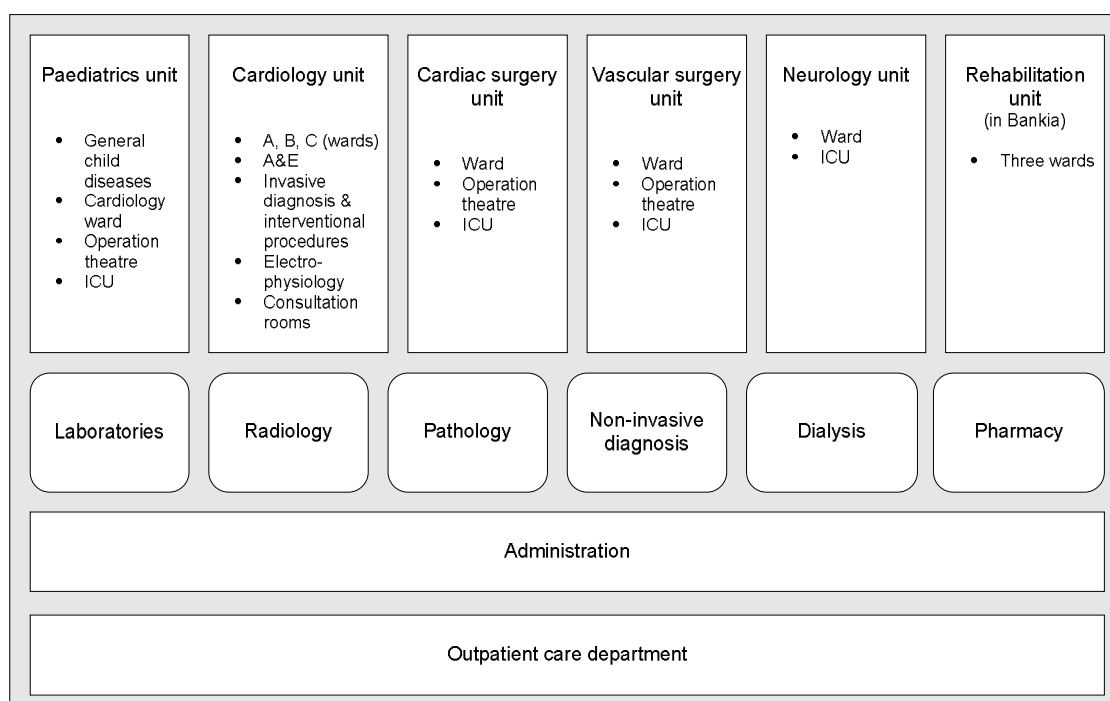 Paediatrics unit
General
child
diseases
Cardiology
ward
Operation
theatre
ICU
Cardiology unit
A, B, C (wards)
A&E
Invasive
diagnosis &
interventional
procedures
Electro-
physiology
Consultation
rooms
Cardiac surgery
unit
Ward
Operation
theatre
ICU
Vascular surgery
unit
Ward
Operation
theatre
ICU
Neurology unit
Ward
ICU
Rehabilitation
unit
(in Bankia)
Three wards
Laboratories
Radiology
Pathology
Non-invasive
diagnosis
Dialysis
Pharmacy
Administration
Outpatient care department